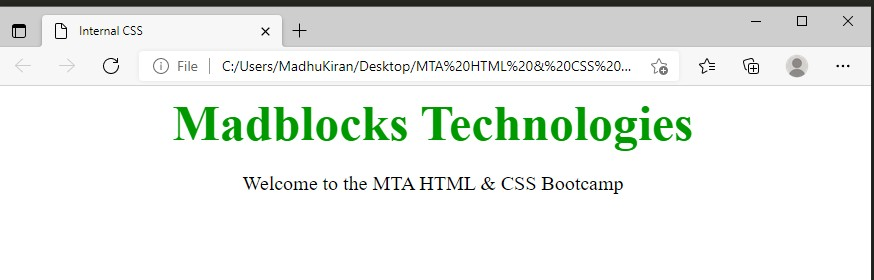 Internal CSS
File
C:/Users/MadhuKiran/Desktop/MTA%20HTML%20&%20CSS%20...
Madblocks Technologies
Welcome to the MTA HTML & CSS Bootcamp